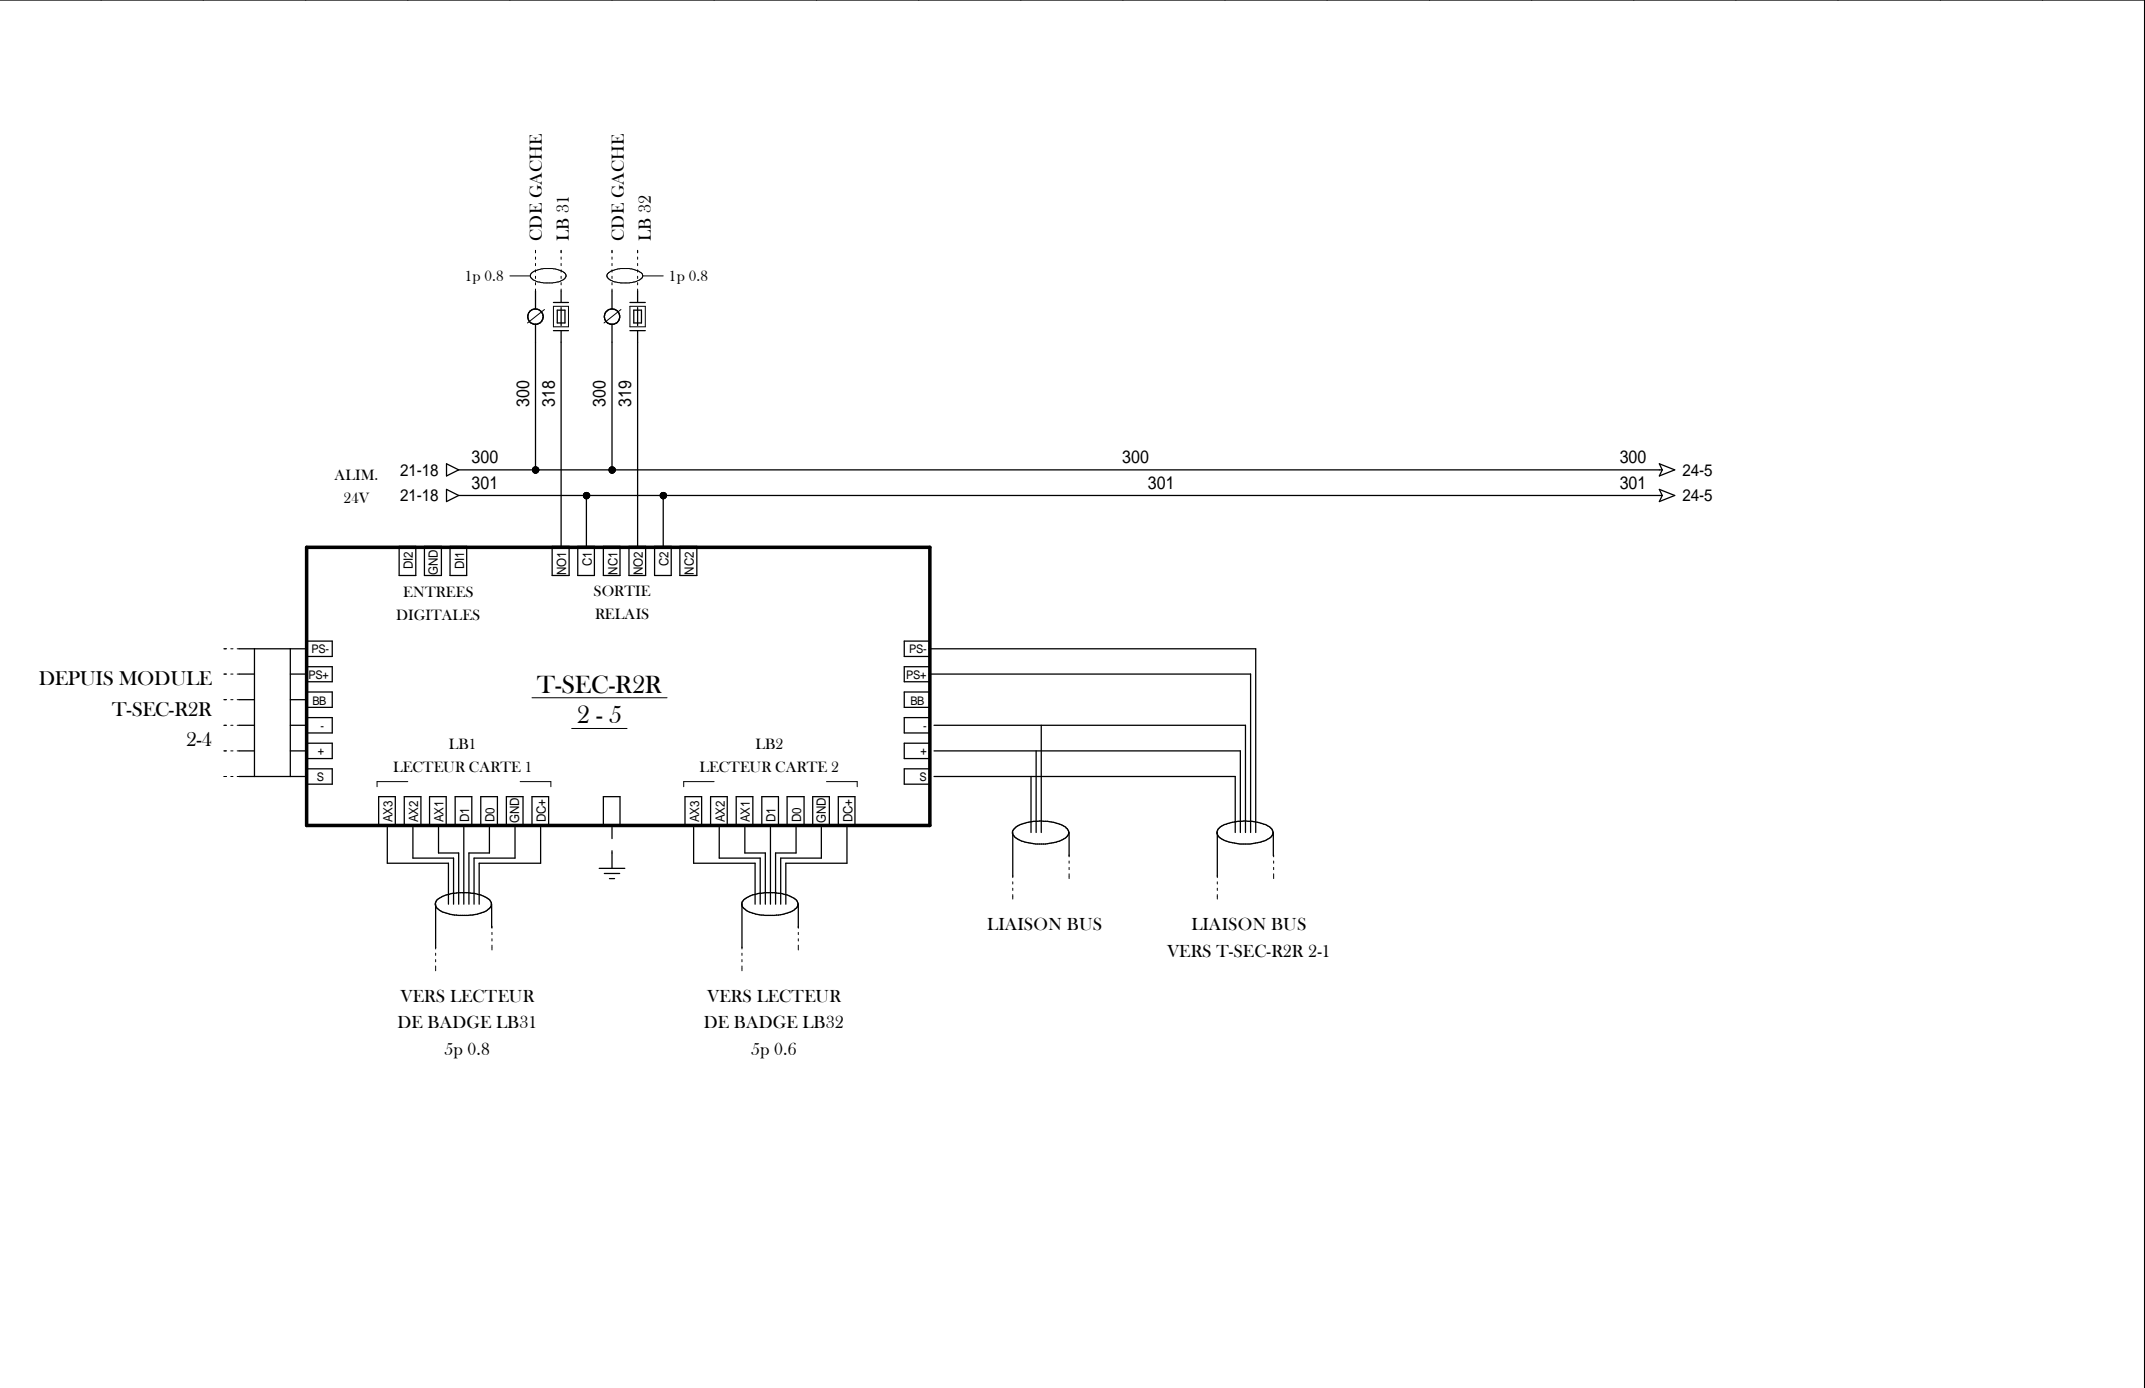 CDE GACHE
LB 31
CDE GACHE
LB 32
1p 0.8
1p 0.8
300
318
300
319
ALIM.
24V
21-18
300
300
300
24-5
21-18
301
301
301
24-5
DI2
GND
DI1
NO1
C1
NC1
NO2
C2
NC2
ENTREES
DIGITALES
SORTIE
RELAIS
DEPUIS MODULE
T-SEC-R2R
2-4
PS-
PS+
BB
-
+
S
T-SEC-R2R
2 - 5
PS-
PS+
BB
-
+
S
LB1
LECTEUR CARTE 1
LB2
LECTEUR CARTE 2
AX3
AX2
AX1
D1
D0
GND
DC+
AX3
AX2
AX1
D1
D0
GND
DC+
LIAISON BUS
LIAISON BUS
VERS T-SEC-R2R 2-1
VERS LECTEUR
DE BADGE LB31
5p 0.8
VERS LECTEUR
DE BADGE LB32
5p 0.6